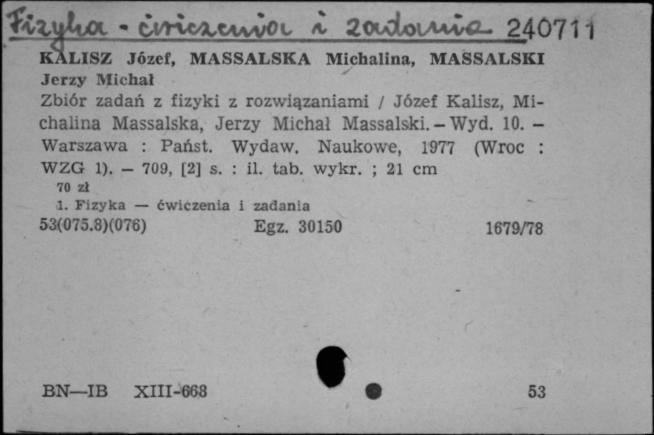 Fizyka - ćwiczenia i zadania 240711
KALISZ Józef, MASSALSKA Michalina, MASSALSKI
Jerzy Michał
Zbiór zadań z fizyki z rozwiązaniami / Józef Kalisz, Mi-
chalina Massalska, Jerzy Michał Massalski. — Wyd. 10. —
Warszawa : Państ. Wydaw. Naukowe, 1977 (Wroc :
WZG 1). — 709, [2] s. : il. tab. wykr. ; 21 cm
70 zł
1. Fizyka — ćwiczenia i zadania
53(075.8)(076) Egz. 30150 1679/78
BN—IB XIII-668 53